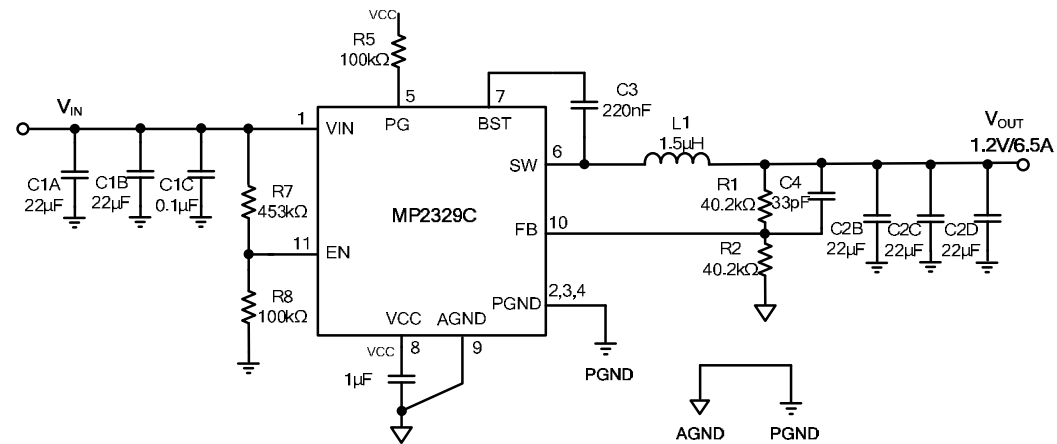 VCC
R5
100kΩ
5
7
C3
220nF
VIN
1
VIN
PG
BST
L1
1.5µH
VOUT
1.2V/6.5A
6
SW
C1A
22µF
C1B
22µF
C1C
0.1µF
R7
453kΩ
MP2329C
R1
40.2kΩ
C4
33pF
10
FB
C2B
22µF
C2C
22µF
C2D
22µF
11
EN
R2
40.2kΩ
R8
100kΩ
2,3,4
PGND
VCC
AGND
VCC
8
9
1µF
PGND
AGND
PGND